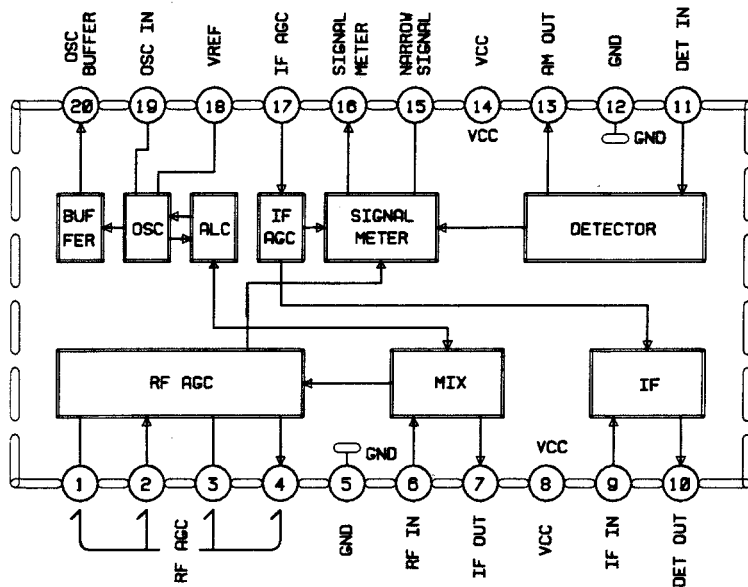 OSC
BUFFER
OSC IN
VREF
IF AGC
SIGNAL
METER
NARROW
SIGNAL
VCC
AM OUT
GND
DET IN
20
19
18
17
16
15
14
13
12
11
VCC
GND
BUF
FER
OSC
ALC
IF
AGC
SIGNAL
METER
DETECTOR
RF AGC
MIX
IF
GND
VCC
1
2
3
4
5
6
7
8
9
10
RF AGC
GND
RF IN
IF OUT
VCC
IF IN
DET OUT